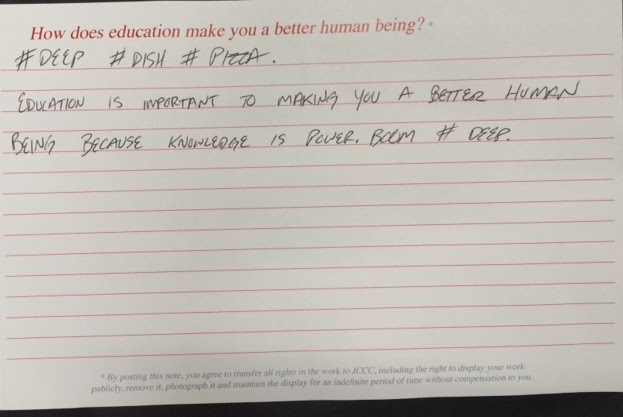 How does education make you a better human being? *
# DEEP # DISH # PIZZA.
EDUCATION IS IMPORTANT TO MAKING YOU A BETTER HUMAN
BEING BECAUSE KNOWLEDGE IS POWER. BOOM # DEEP.
* By posting this note, you agree to transfer all rights in the work to JCCC, including the right to display your work
publicly, remove it, photograph it and maintain the display for an indefinite period of time without compensation to you.